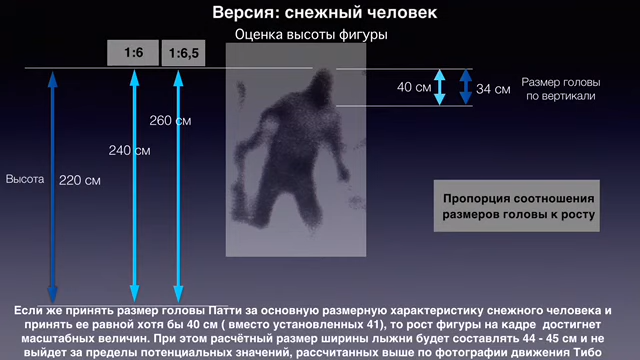 Версия: снежный человек
Оценка высоты фигуры
1:6
1:6,5
40 см
34 см
Размер головы
по вертикали
260 см
240 см
Высота
220 см
Пропорция соотношения
размеров головы к росту
Если же принять размер головы Патти за основную размерную характеристику снежного человека и
принять ее равной хотя бы 40 см ( вместо установленных 41), то рост фигуры на кадре достигнет
масштабных величин. При этом расчётный размер ширины лыжни будет составлять 44 - 45 см и не
выйдет за пределы потенциальных значений, рассчитанных выше по фотографии движения Тибо